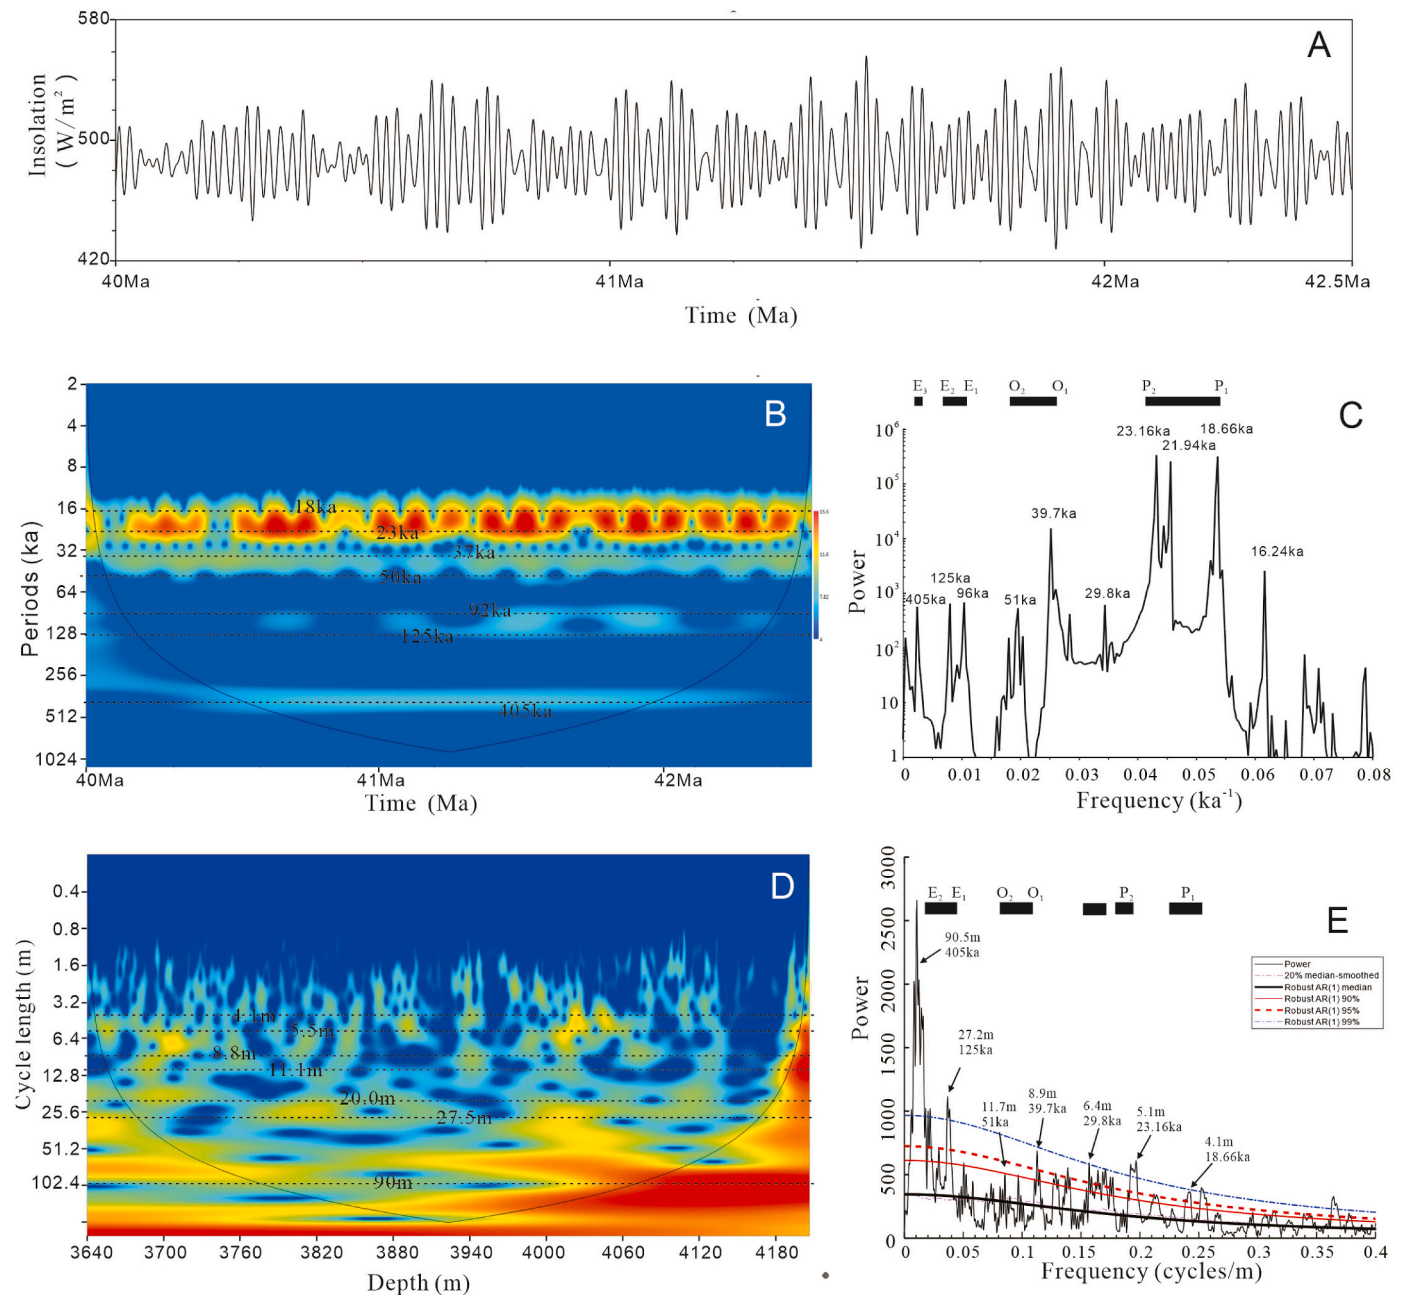 A
580
500
420
Insolation
( W/m² )
40Ma
41Ma
42Ma
42.5Ma
Time (Ma)
B
2
4
8
16
32
64
128
256
512
1024
Periods (ka)
18ka
23ka
37ka
50ka
92ka
125ka
405ka
40Ma
41Ma
42Ma
Time (Ma)
E₃ E₂ E₁ O₂ O₁ P₂ P₁
C
23.16ka
18.66ka
21.94ka
39.7ka
16.24ka
125ka
405ka
96ka
51ka
29.8ka
10⁶
10⁵
10⁴
10³
10²
10
1
Power
0 0.01 0.02 0.03 0.04 0.05 0.06 0.07 0.08
Frequency (ka⁻¹)
D
0.4
0.8
1.6
3.2
6.4
12.8
25.6
51.2
102.4
Cycle length (m)
4.1m
5.5m
8.8m
11.1m
20.0m
27.5m
90m
3640 3700 3760 3820 3880 3940 4000 4060 4120 4180
Depth (m)
E₂ E₁ O₂ O₁ P₂ P₁
E
3000
2500
2000
1500
1000
500
0
Power
90.5m
405ka
27.2m
125ka
11.7m
51ka
8.9m
39.7ka
6.4m
29.8ka
5.1m
23.16ka
4.1m
18.66ka
Power
20% median-smoothed
Robust AR(1) median
Robust AR(1) 90%
Robust AR(1) 95%
Robust AR(1) 99%
0 0.05 0.1 0.15 0.2 0.25 0.3 0.35 0.4
Frequency (cycles/m)